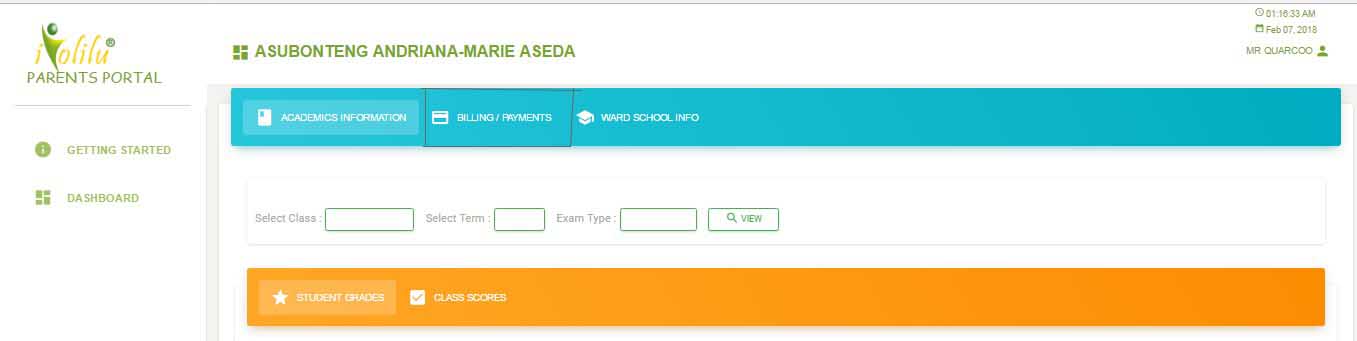 01:16:33 AM
Feb 07, 2018
iYolilu®
PARENTS PORTAL
ASUBONTENG ANDRIANA-MARIE ASEDA
MR QUARCOO
ACADEMICS INFORMATION
BILLING / PAYMENTS
WARD SCHOOL INFO
GETTING STARTED
DASHBOARD
Select Class :
Select Term :
Exam Type :
VIEW
STUDENT GRADES
CLASS SCORES